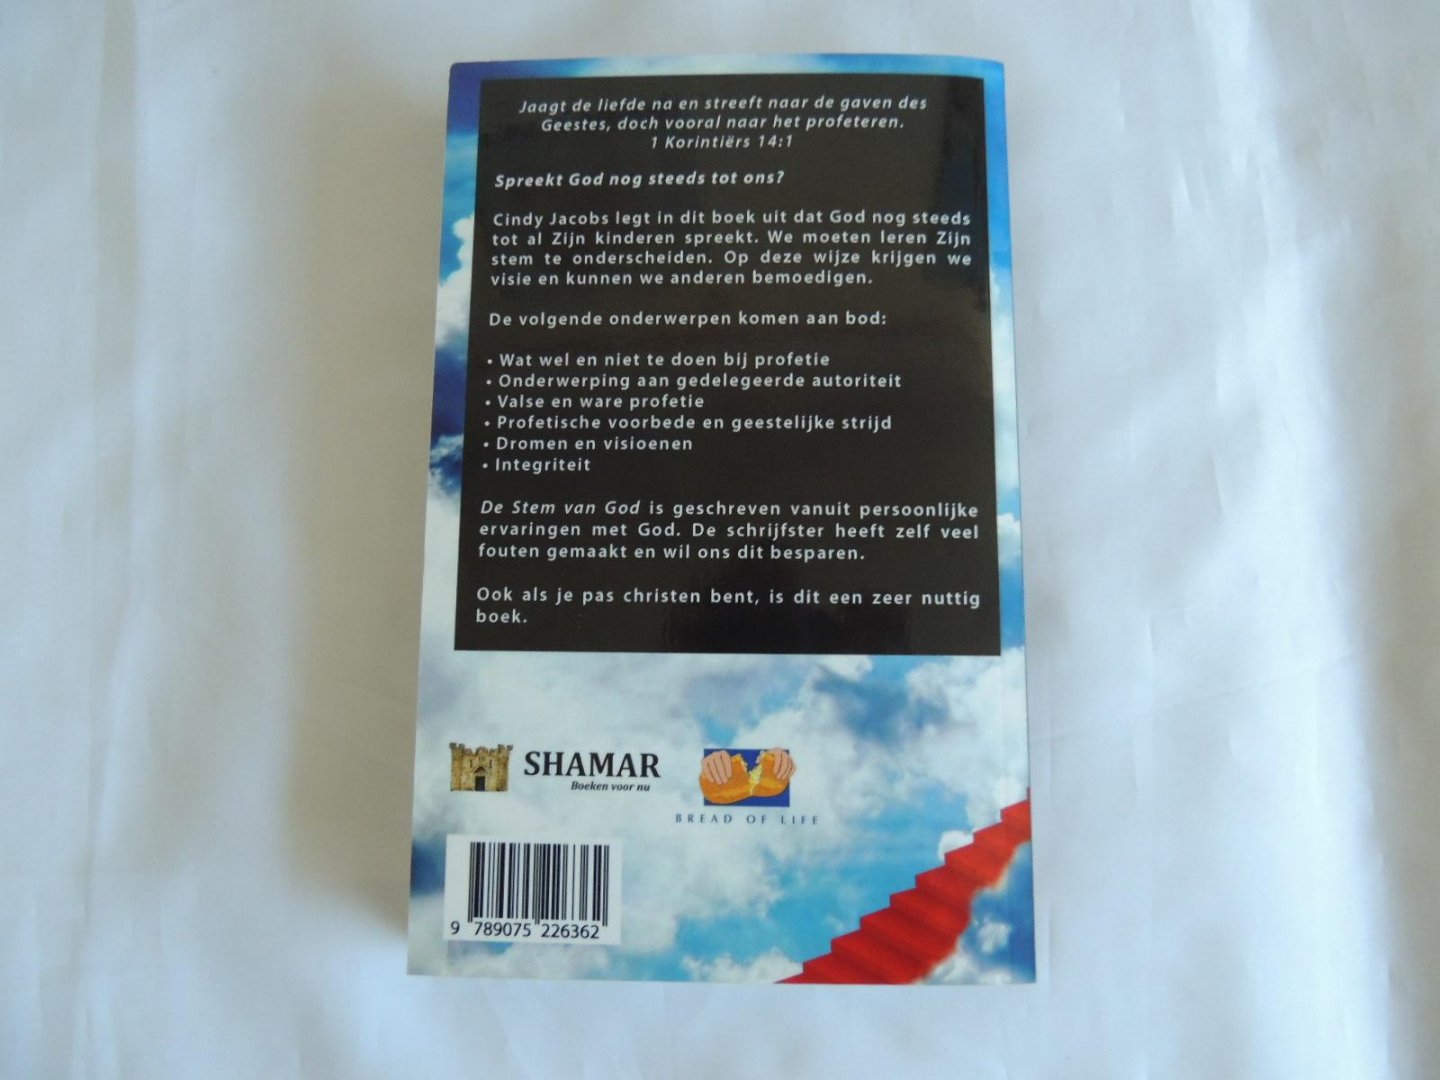 Jaagt de liefde na en streeft naar de gaven des
Geestes, doch vooral naar het profeteren.
1 Korintiërs 14:1
Spreekt God nog steeds tot ons?
Cindy Jacobs legt in dit boek uit dat God nog steeds
tot al Zijn kinderen spreekt. We moeten leren Zijn
stem te onderscheiden. Op deze wijze krijgen we
visie en kunnen we anderen bemoedigen.
De volgende onderwerpen komen aan bod:
• Wat wel en niet te doen bij profetie
• Onderwerping aan gedelegeerde autoriteit
• Valse en ware profetie
• Profetische voorbede en geestelijke strijd
• Dromen en visioenen
• Integriteit
De Stem van God is geschreven vanuit persoonlijke
ervaringen met God. De schrijfster heeft zelf veel
fouten gemaakt en wil ons dit besparen.
Ook als je pas christen bent, is dit een zeer nuttig
boek.
SHAMAR
Boeken voor nu
BREAD OF LIFE
9 789075 226362